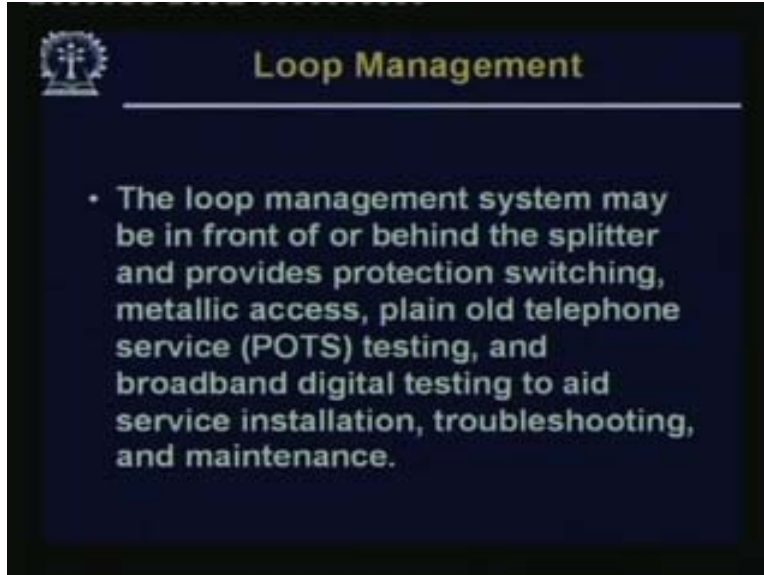 Loop Management
• The loop management system may
be in front of or behind the splitter
and provides protection switching,
metallic access, plain old telephone
service (POTS) testing, and
broadband digital testing to aid
service installation, troubleshooting,
and maintenance.